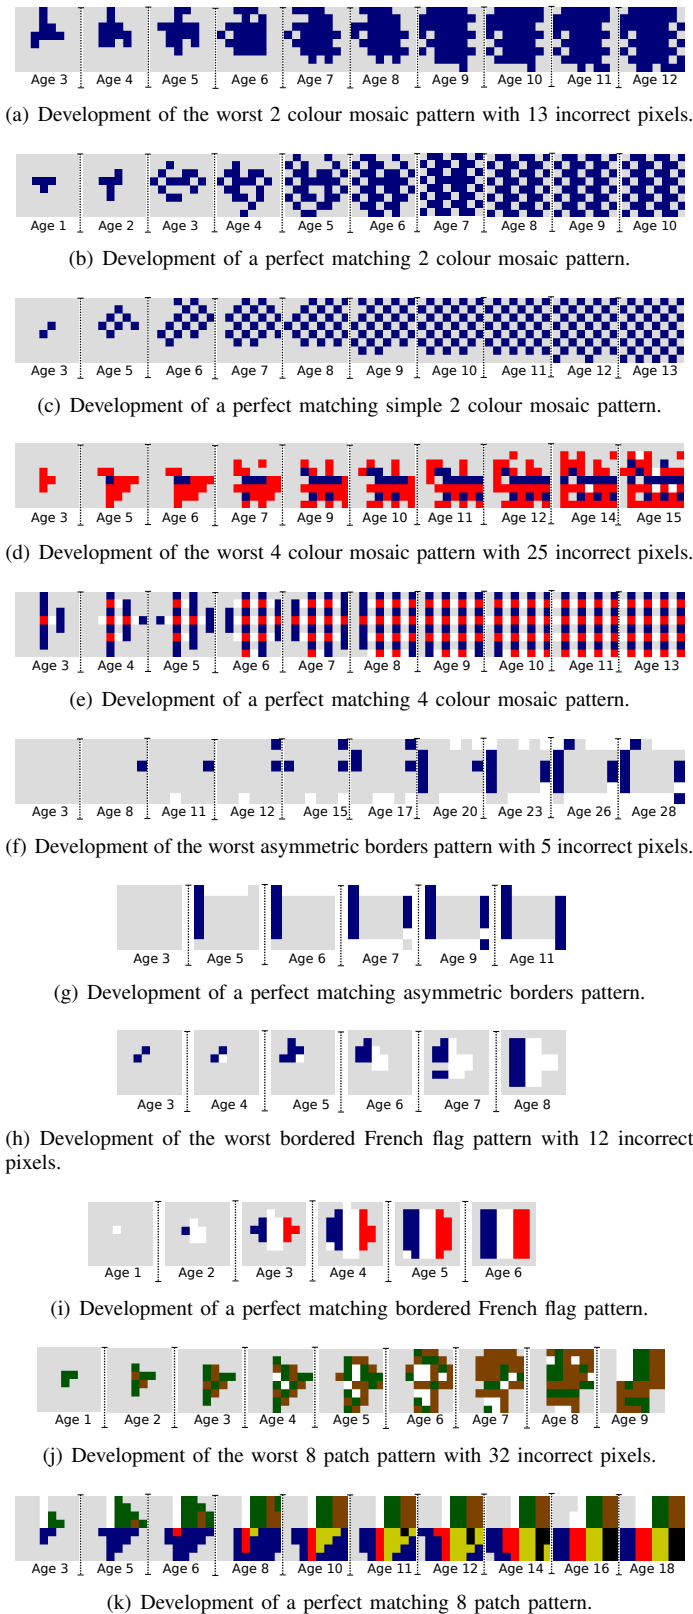 Age 3 Age 4 Age 5 Age 6 Age 7 Age 8 Age 9 Age 10 Age 11 Age 12
(a) Development of the worst 2 colour mosaic pattern with 13 incorrect pixels.
Age 1 Age 2 Age 3 Age 4 Age 5 Age 6 Age 7 Age 8 Age 9 Age 10
(b) Development of a perfect matching 2 colour mosaic pattern.
Age 3 Age 5 Age 6 Age 7 Age 8 Age 9 Age 10 Age 11 Age 12 Age 13
(c) Development of a perfect matching simple 2 colour mosaic pattern.
Age 3 Age 5 Age 6 Age 7 Age 9 Age 10 Age 11 Age 12 Age 14 Age 15
(d) Development of the worst 4 colour mosaic pattern with 25 incorrect pixels.
Age 3 Age 4 Age 5 Age 6 Age 7 Age 8 Age 9 Age 10 Age 11 Age 13
(e) Development of a perfect matching 4 colour mosaic pattern.
Age 3 Age 8 Age 11 Age 12 Age 15 Age 17 Age 20 Age 23 Age 26 Age 28
(f) Development of the worst asymmetric borders pattern with 5 incorrect pixels.
Age 3 Age 5 Age 6 Age 7 Age 9 Age 11
(g) Development of a perfect matching asymmetric borders pattern.
Age 3 Age 4 Age 5 Age 6 Age 7 Age 8
(h) Development of the worst bordered French flag pattern with 12 incorrect
pixels.
Age 1 Age 2 Age 3 Age 4 Age 5 Age 6
(i) Development of a perfect matching bordered French flag pattern.
Age 1 Age 2 Age 3 Age 4 Age 5 Age 6 Age 7 Age 8 Age 9
(j) Development of the worst 8 patch pattern with 32 incorrect pixels.
Age 3 Age 5 Age 6 Age 8 Age 10 Age 11 Age 12 Age 14 Age 16 Age 18
(k) Development of a perfect matching 8 patch pattern.